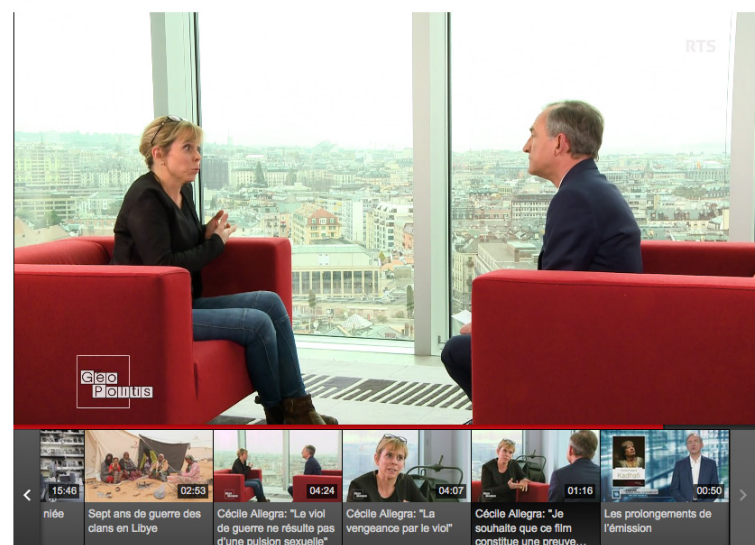 RTS
Geo
Politis
15:46
02:53
04:24
04:07
01:16
00:50
niée
Sept ans de guerre des
clans en Libye
Cécile Allegra: "Le viol
de guerre ne résulte pas
d'une pulsion sexuelle"
Cécile Allegra: "La
vengeance par le viol"
Cécile Allegra: "Je
souhaite que ce film
constitue une preuve...
Les prolongements de
l'émission